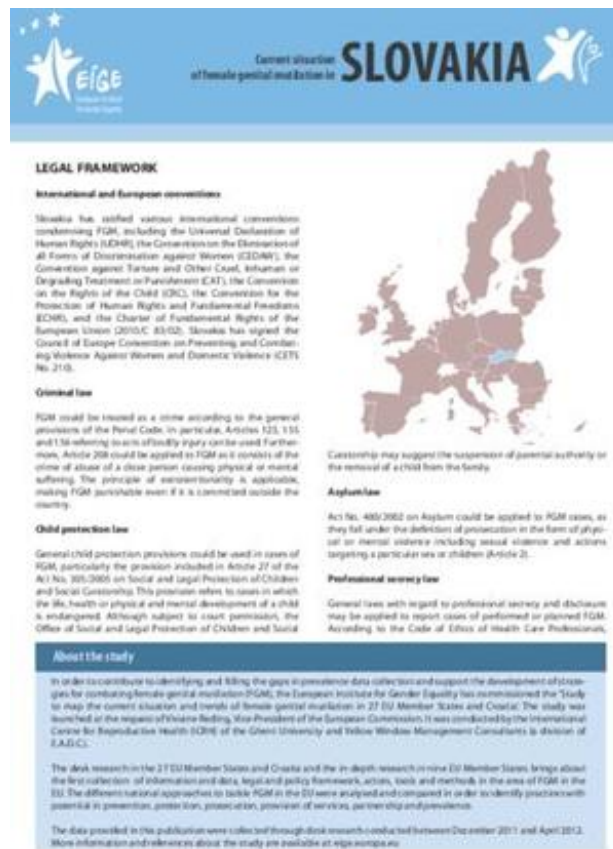 eige
European Institute
for Gender Equality
Current situation
of female genital mutilation in SLOVAKIA
LEGAL FRAMEWORK
International and European conventions
Slovakia has ratified various international conventions
condemning FGM, including the Universal Declaration of
Human Rights (UDHR), the Convention on the Elimination of
all Forms of Discrimination against Women (CEDAW), the
Convention against Torture and Other Cruel, Inhuman or
Degrading Treatment or Punishment (CAT), the Convention
on the Rights of the Child (CRC), the Convention for the
Protection of Human Rights and Fundamental Freedoms
(ECHR), and the Charter of Fundamental Rights of the
European Union (2010/C 83/02). Slovakia has signed the
Council of Europe Convention on Preventing and Combat-
ing Violence Against Women and Domestic Violence (CETS
No. 210).
Criminal law
FGM could be treated as a crime according to the general
provisions of the Penal Code. In particular, Articles 123, 155
and 156 referring to acts of bodily injury can be used. Further-
more, Article 208 could be applied to FGM as it consists of the
crime of abuse of a close person causing physical or mental
suffering. The principle of extraterritoriality is applicable,
making FGM punishable even if it is committed outside the
country.
Child protection law
General child protection provisions could be used in cases of
FGM, particularly the provision included in Article 27 of the
Act No. 305/2005 on Social and Legal Protection of Children
and Social Curatorship. This provision refers to cases in which
the life, health or physical and mental development of a child
is endangered. Although subject to court permission, the
Office of Social and Legal Protection of Children and Social
Curatorship may suggest the suspension of parental authority or
the removal of a child from the family.
Asylum law
Act No. 480/2002 on Asylum could be applied to FGM cases, as
they fall under the definition of prosecution in the form of physi-
cal or mental violence including sexual violence and actions
targeting a particular sex or children (Article 2).
Professional secrecy law
General laws with regard to professional secrecy and disclosure
may be applied to report cases of performed or planned FGM.
According to the Code of Ethics of Health Care Professionals,
About the study
In order to contribute to identifying and filling the gaps in prevalence data collection and support the development of strate-
gies for combating female genital mutilation (FGM), the European Institute for Gender Equality has commissioned the 'Study
to map the current situation and trends of female genital mutilation in 27 EU Member States and Croatia'. The study was
launched at the request of Viviane Reding, Vice-President of the European Commission. It was conducted by the International
Centre for Reproductive Health (ICRH) of the Ghent University and Yellow Window Management Consultants (a division of
E.A.D.C.).
The desk research in the 27 EU Member States and Croatia and the in-depth research in nine EU Member States brings about
the first collection of information and data, legal and policy framework, actors, tools and methods in the area of FGM in the
EU. The different national approaches to tackle FGM in the EU were analysed and compared in order to identify practices with
potential in prevention, protection, prosecution, provision of services, partnership and prevalence.
The data provided in this publication were collected through desk research conducted between December 2011 and April 2012.
More information and references about the study are available at eige.europa.eu